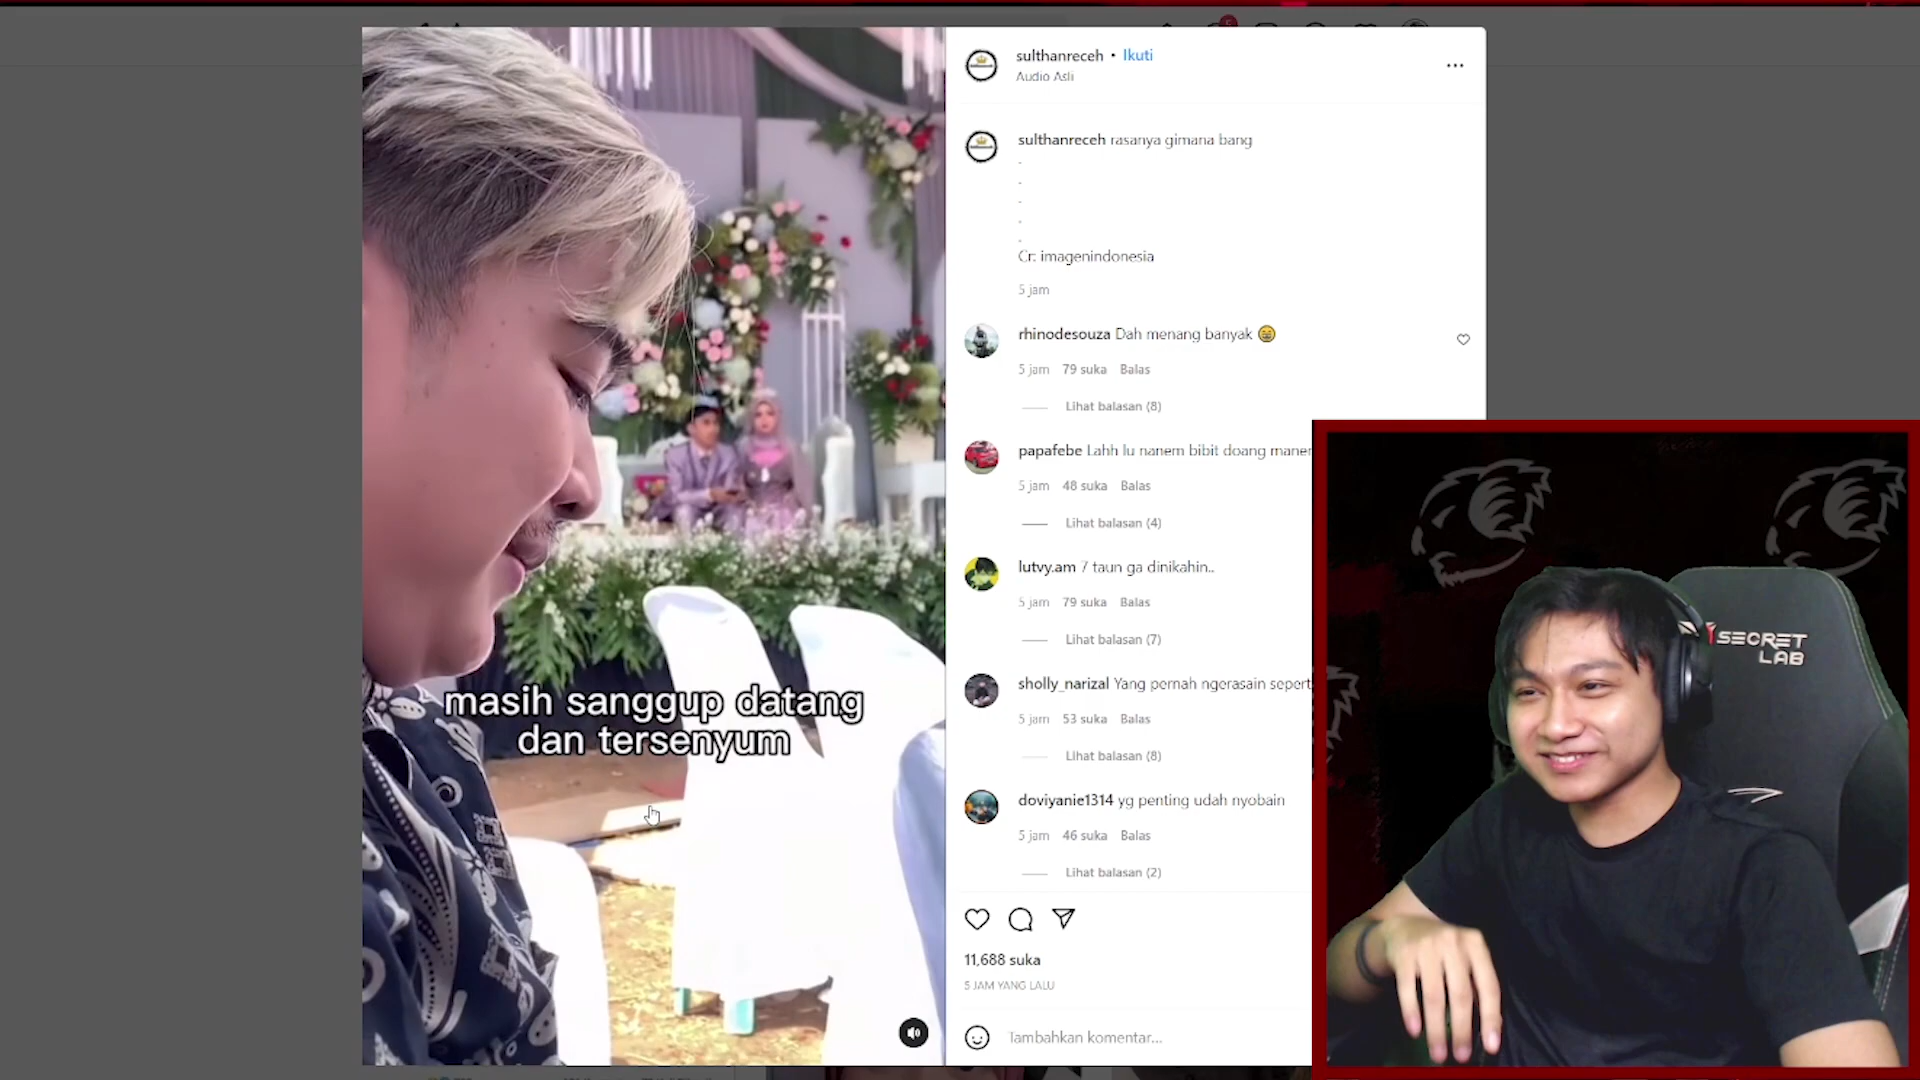 sulthanreceh • Ikuti
Audio Asli
sulthanreceh rasanya gimana bang
.
.
.
.
.
Cr: imagenindonesia
5 jam
rhinodesouza Dah menang banyak 😁
5 jam 79 suka Balas
Lihat balasan (8)
papafebe Lahh lu nanem bibit doang
5 jam 48 suka Balas
Lihat balasan (4)
lutvy.am 7 taun ga dinikahin..
5 jam 79 suka Balas
Lihat balasan (7)
sholly_narizal Yang pernah ngerasain
5 jam 53 suka Balas
Lihat balasan (8)
doviyanie1314 yg penting udah nyobain
5 jam 46 suka Balas
Lihat balasan (2)
11,688 suka
5 JAM YANG LALU
Tambahkan komentar...
masih sanggup datang
dan tersenyum
SECRET
LAB